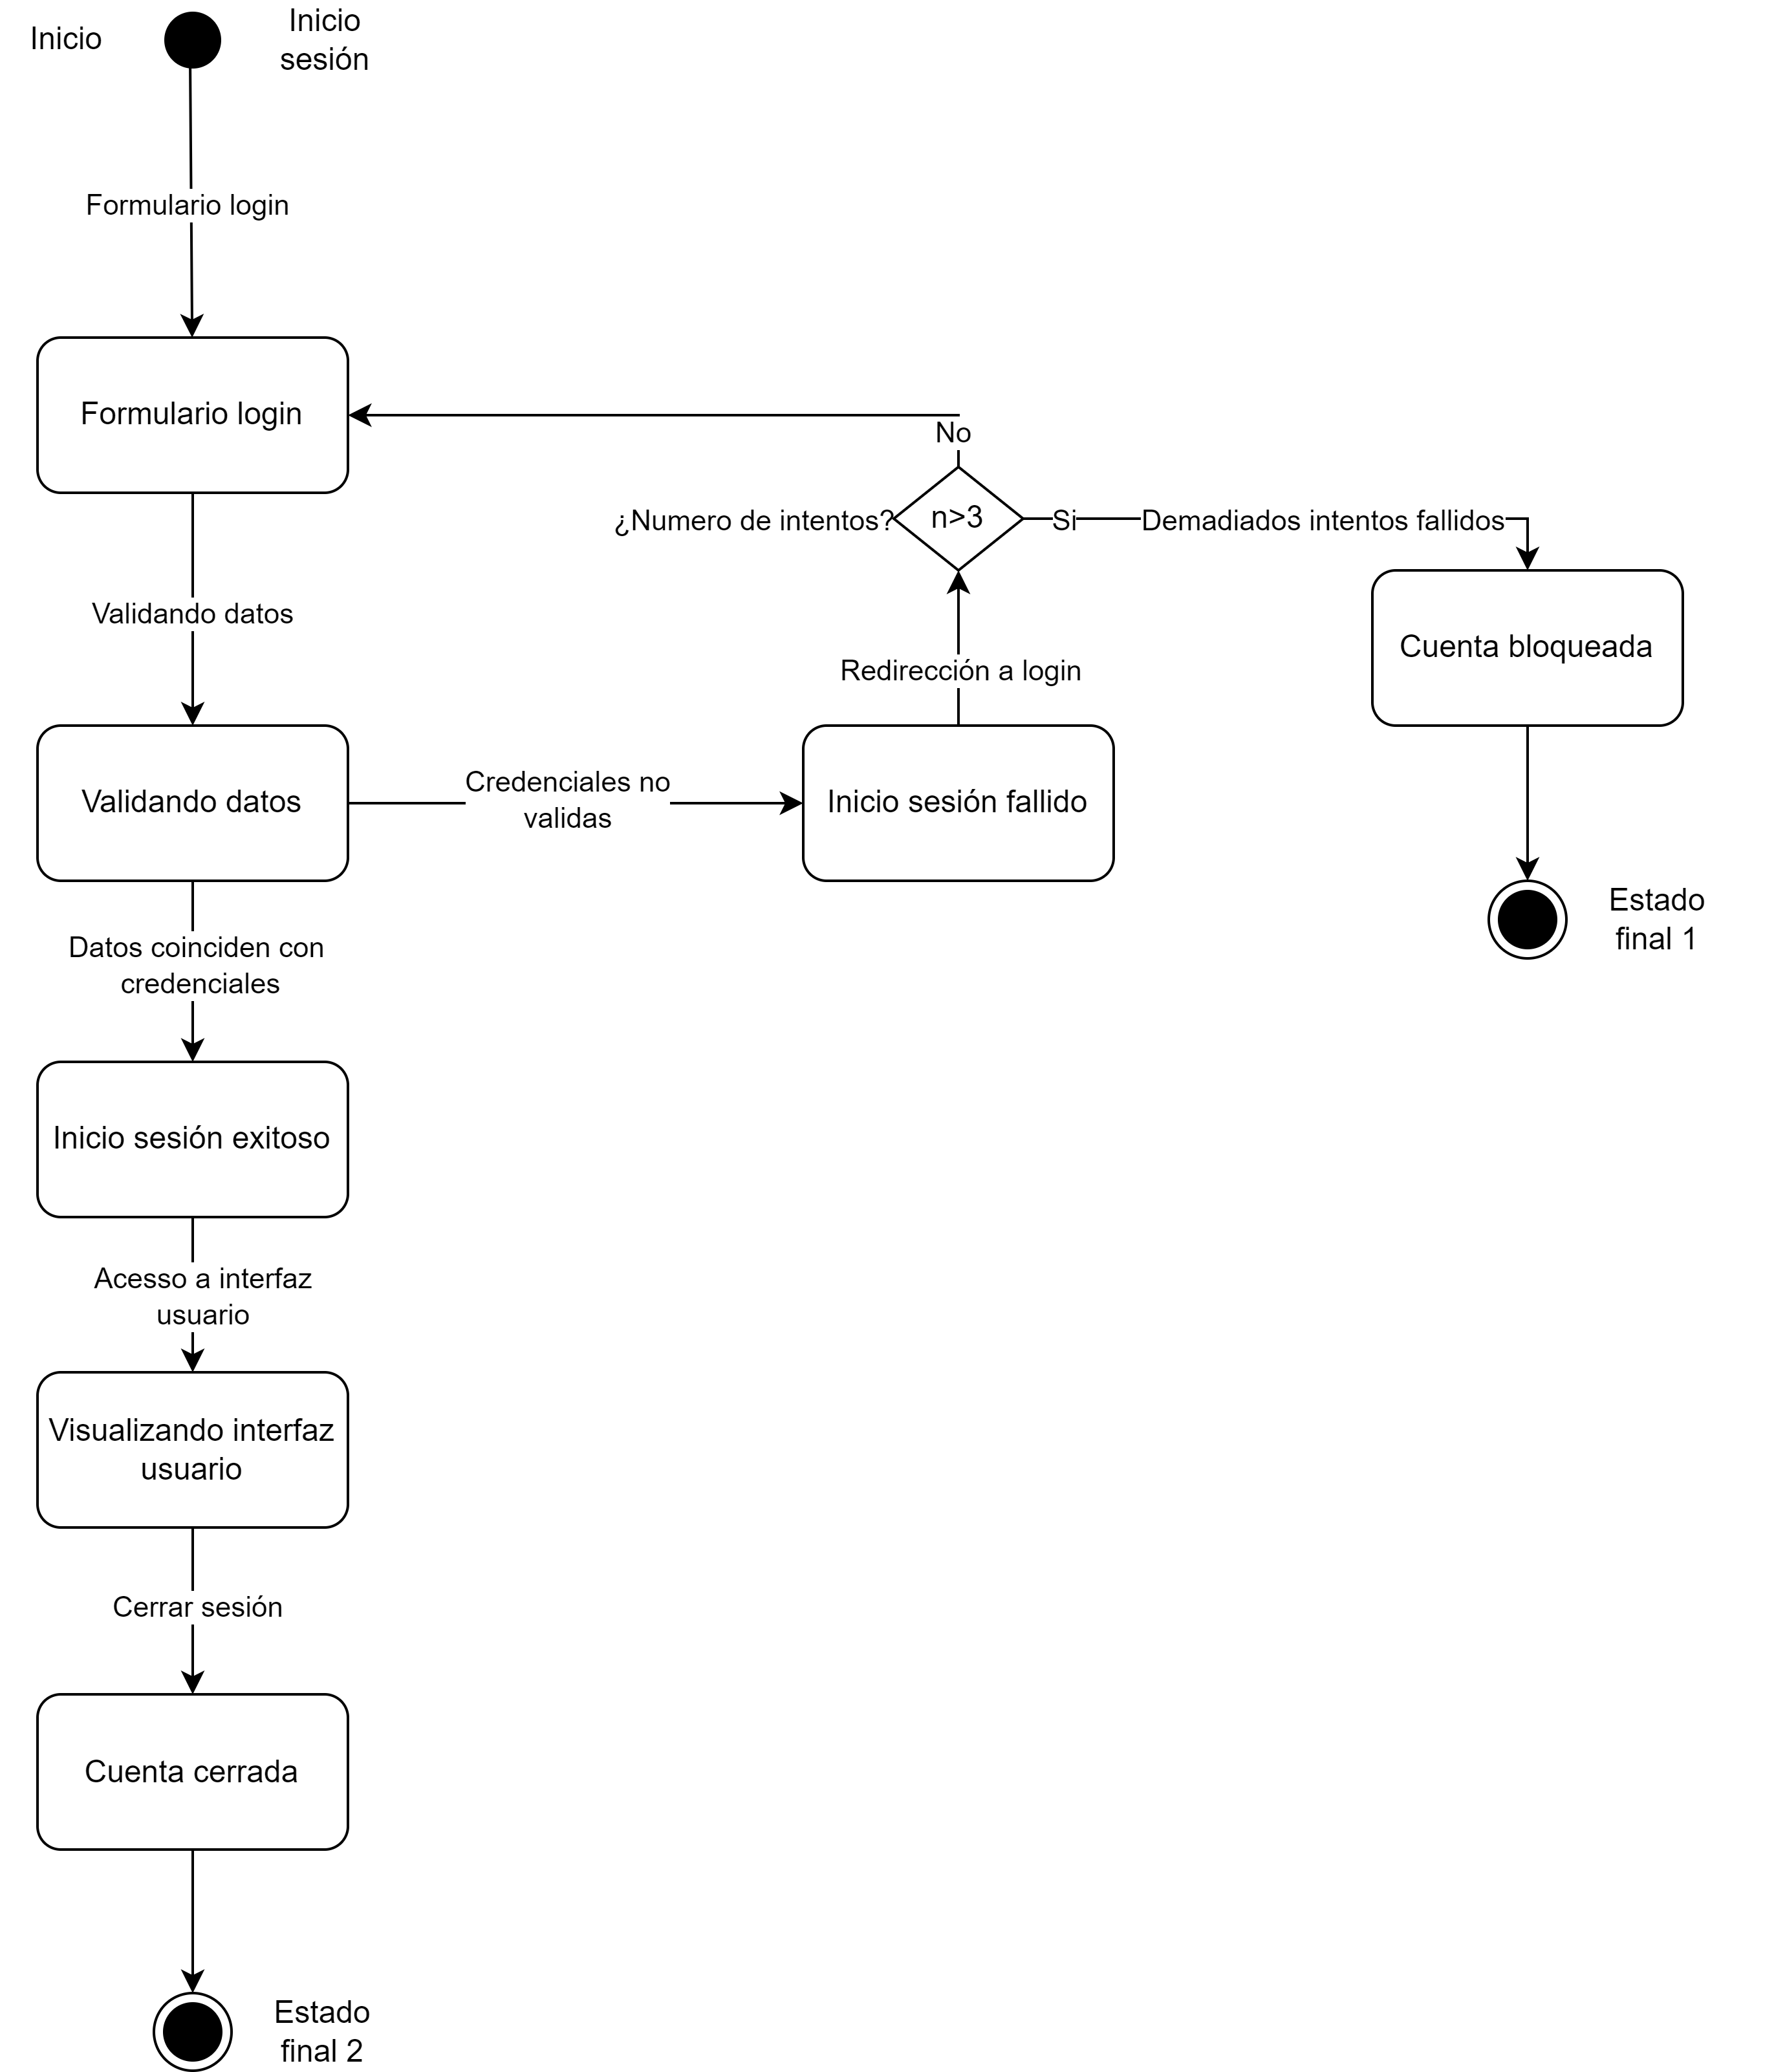 Inicio
Inicio
sesión
Formulario login
Formulario login
No
¿Numero de intentos?
n>3
Si
Demadiados intentos fallidos
Validando datos
Cuenta bloqueada
Redirección a login
Validando datos
Credenciales no
validas
Inicio sesión fallido
Estado
final 1
Datos coinciden con
credenciales
Inicio sesión exitoso
Acesso a interfaz
usuario
Visualizando interfaz
usuario
Cerrar sesión
Cuenta cerrada
Estado
final 2